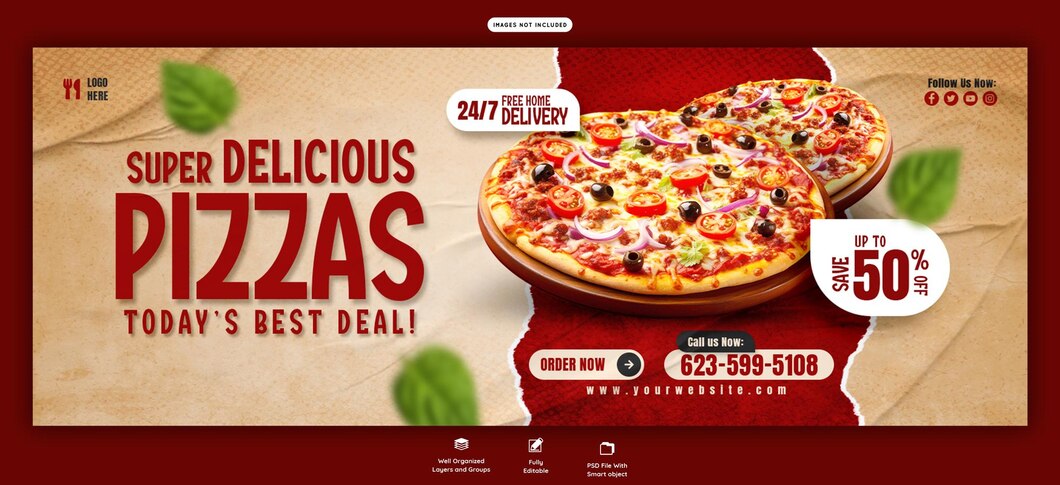 IMAGES NOT INCLUDED
LOGO
HERE
Follow Us Now:
24/7 FREE HOME
DELIVERY
SUPER DELICIOUS
PIZZAS
TODAY'S BEST DEAL!
UP TO
SAVE 50% OFF
Call us Now:
ORDER NOW
623-599-5108
www.yourwebsite.com
Well Organized
Layers and Groups
Fully
Editable
PSD File With
Smart object